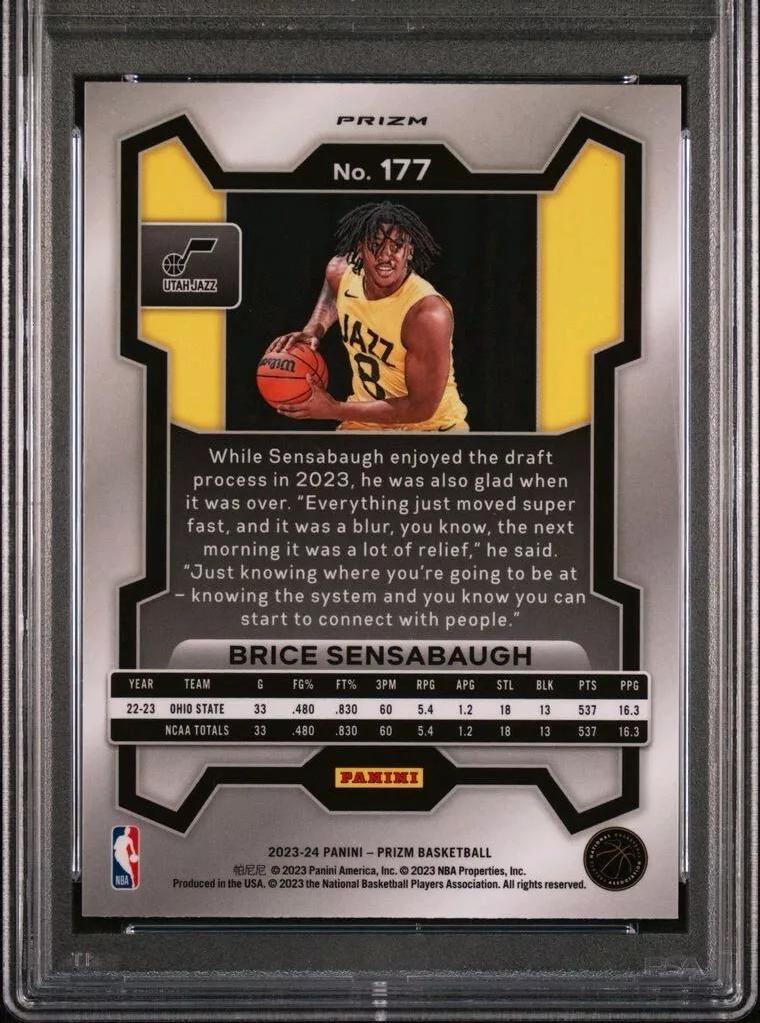 PRIZM
No. 177
UTAH JAZZ
JAZZ
8
Wilson
While Sensabaugh enjoyed the draft
process in 2023, he was also glad when
it was over. "Everything just moved super
fast, and it was a blur, you know, the next
morning it was a lot of relief," he said.
"Just knowing where you're going to be at
– knowing the system and you know you can
start to connect with people."
BRICE SENSABAUGH
YEAR TEAM G FG% FT% 3PM RPG APG STL BLK PTS PPG
22-23 OHIO STATE 33 .480 .830 60 5.4 1.2 18 13 537 16.3
NCAA TOTALS 33 .480 .830 60 5.4 1.2 18 13 537 16.3
PANINI
NBA
2023-24 PANINI – PRIZM BASKETBALL
帕尼尼 © 2023 Panini America, Inc. © 2023 NBA Properties, Inc.
Produced in the USA. © 2023 the National Basketball Players Association. All rights reserved.
NATIONAL BASKETBALL
ASSOCIATION
PSA